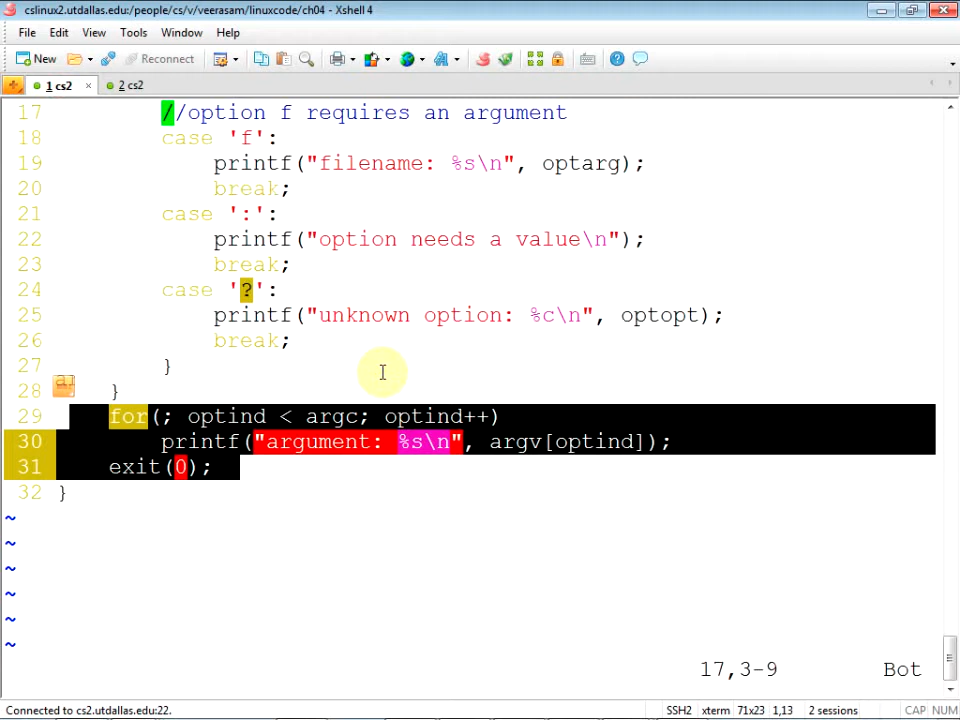 cslinux2.utdallas.edu:/people/cs/v/veerasam/linuxcode/ch04 - Xshell 4
File Edit View Tools Window Help
New Reconnect
1 cs2 × 2 cs2
17 //option f requires an argument
18 case 'f':
19 printf("filename: %s\n", optarg);
20 break;
21 case ':':
22 printf("option needs a value\n");
23 break;
24 case '?':
25 printf("unknown option: %c\n", optopt);
26 break;
27 }
28 }
29 for(; optind < argc; optind++)
30 printf("argument: %s\n", argv[optind]);
31 exit(0);
32 }
~
~
~
~
~
~
17,3-9 Bot
Connected to cs2.utdallas.edu:22. SSH2 xterm 71x23 1,13 2 sessions CAP NUM